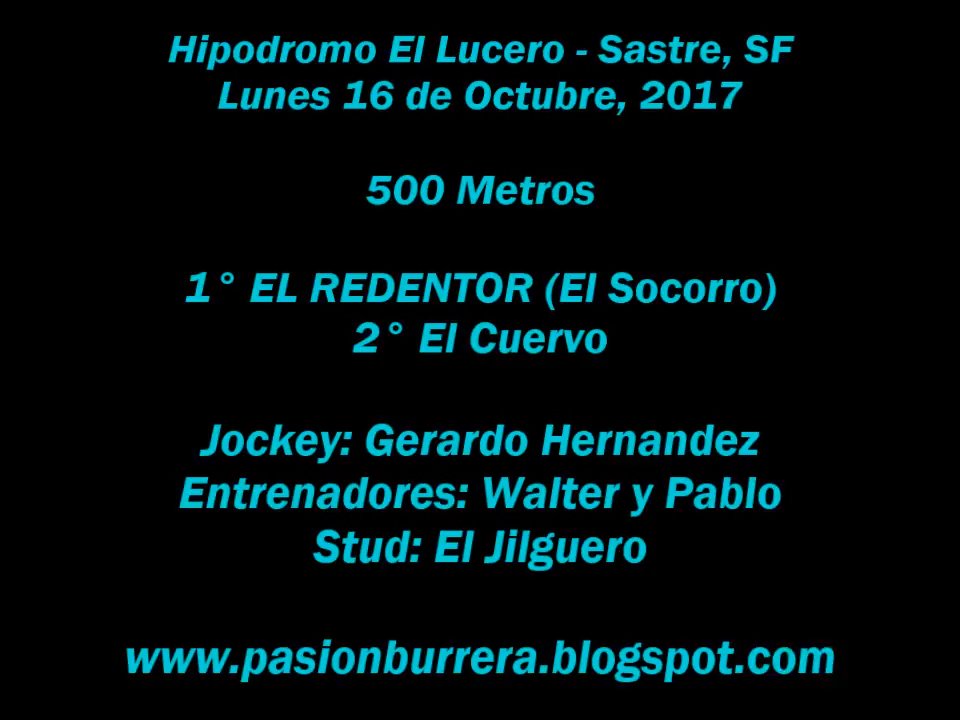 Hipodromo El Lucero - Sastre, SF
Lunes 16 de Octubre, 2017
500 Metros
1° EL REDENTOR (El Socorro)
2° El Cuervo
Jockey: Gerardo Hernandez
Entrenadores: Walter y Pablo
Stud: El Jilguero
www.pasionburrera.blogspot.com